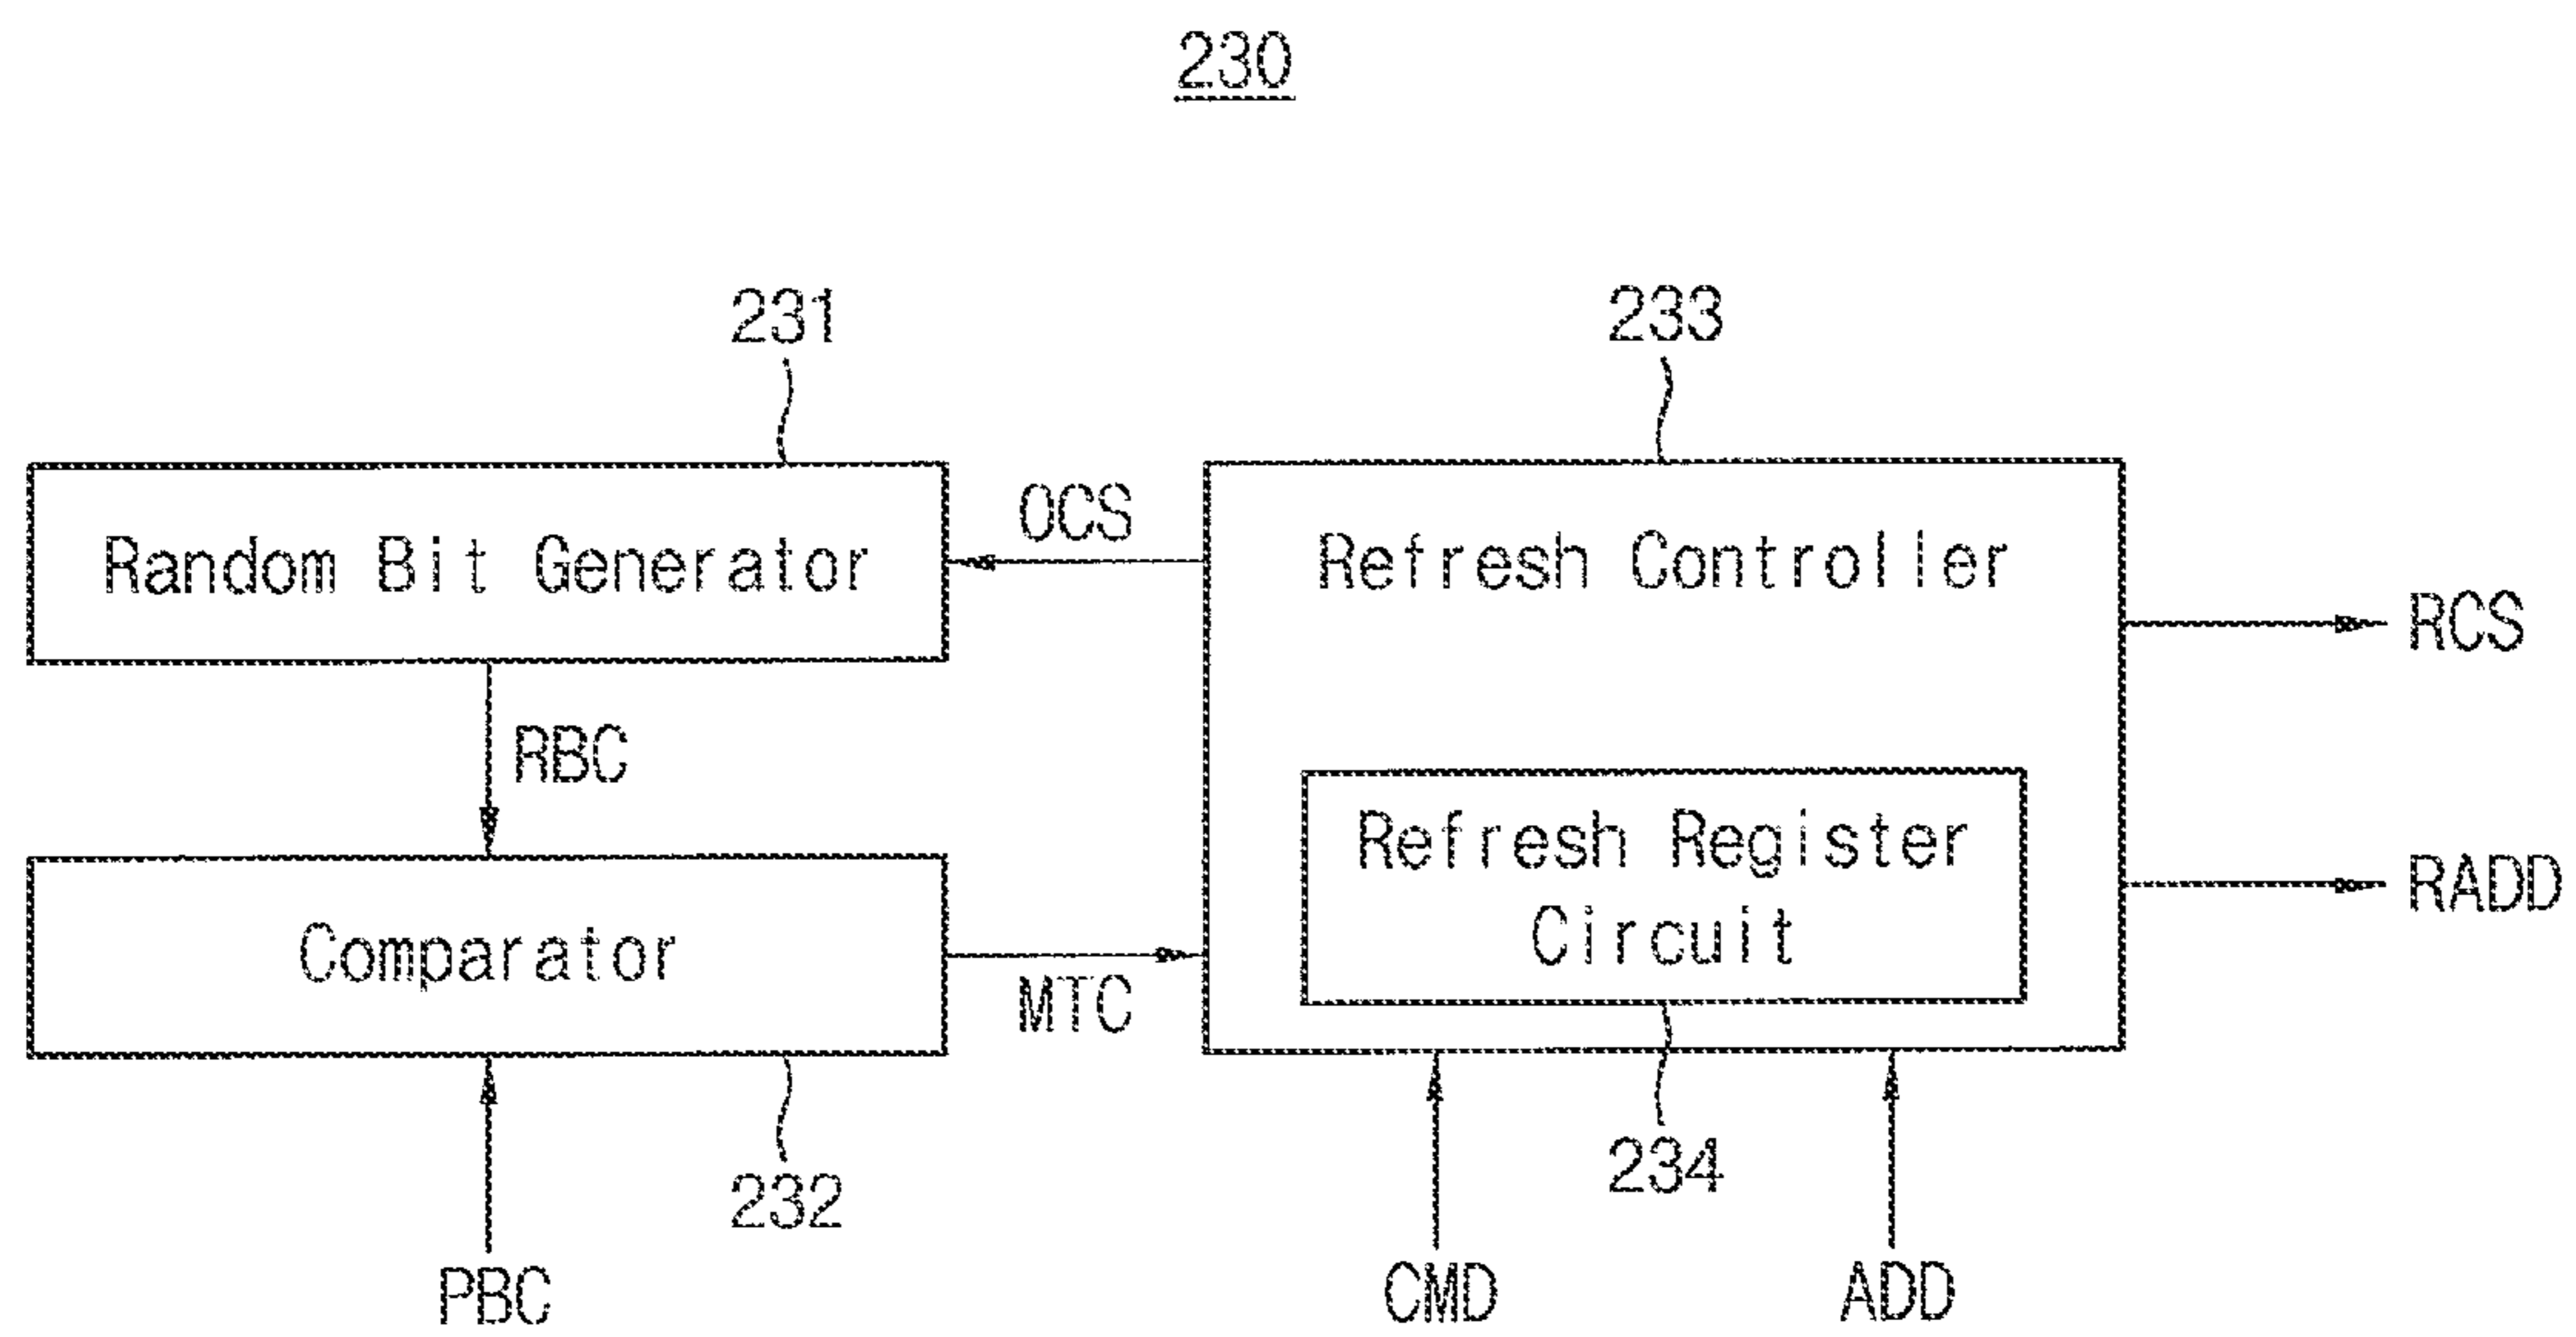 230
231
233
Random Bit Generator
OCS
Refresh Controller
RCS
RBC
Refresh Register
Circuit
RADD
Comparator
MTC
234
232
PBC
CMD
ADD